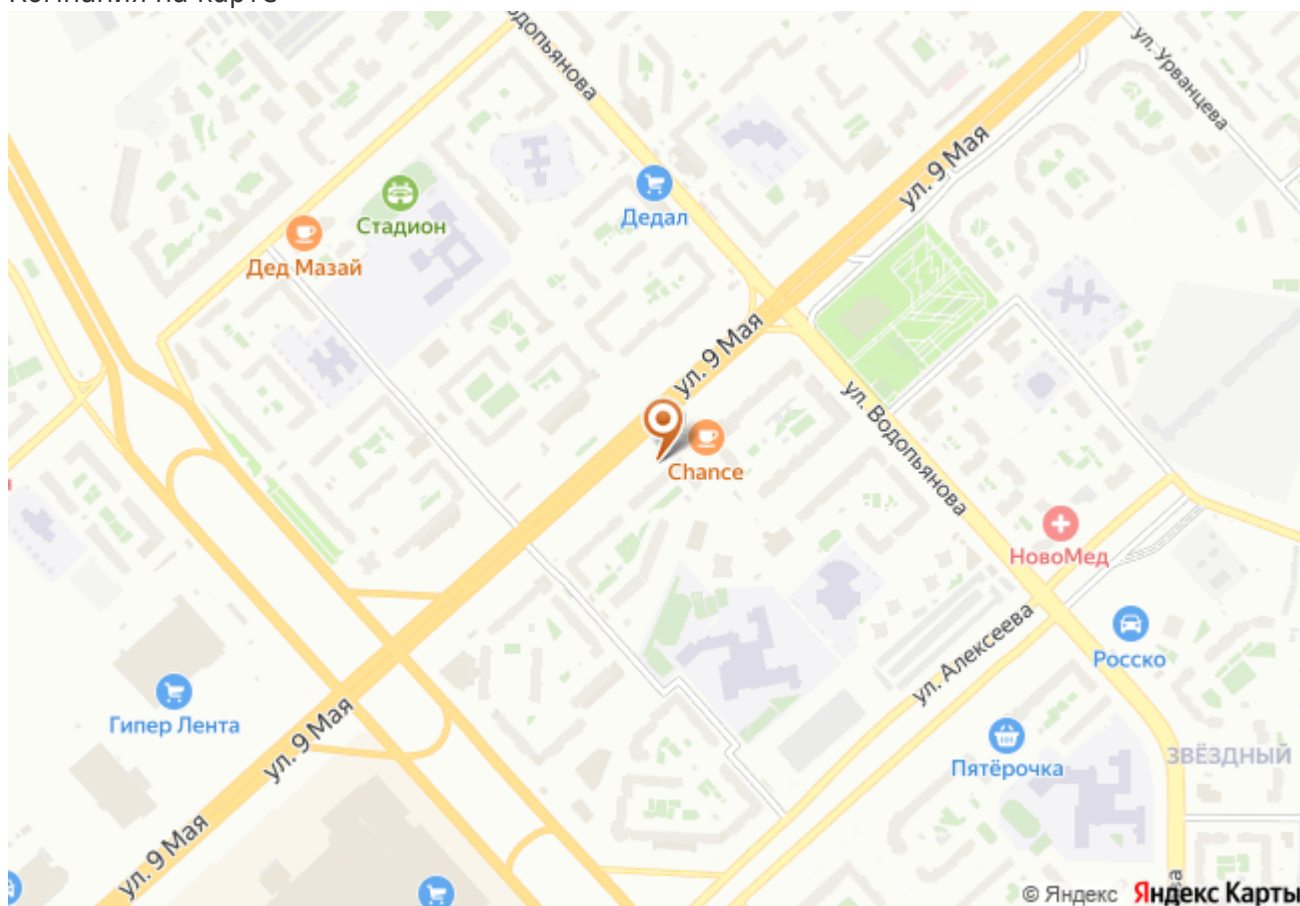 Компания на карте
Водопьянова
ул. Урванцева
ул. 9 Мая
Дедал
Стадион
Дед Мазай
ул. 9 Мая
ул. Водопьянова
Chance
НовоМед
ул. Алексеева
Росско
Гипер Лента
ул. 9 Мая
Пятёрочка
ЗВЁЗДНЫЙ
ул. 9 Мая
© Яндекс Яндекс Карты